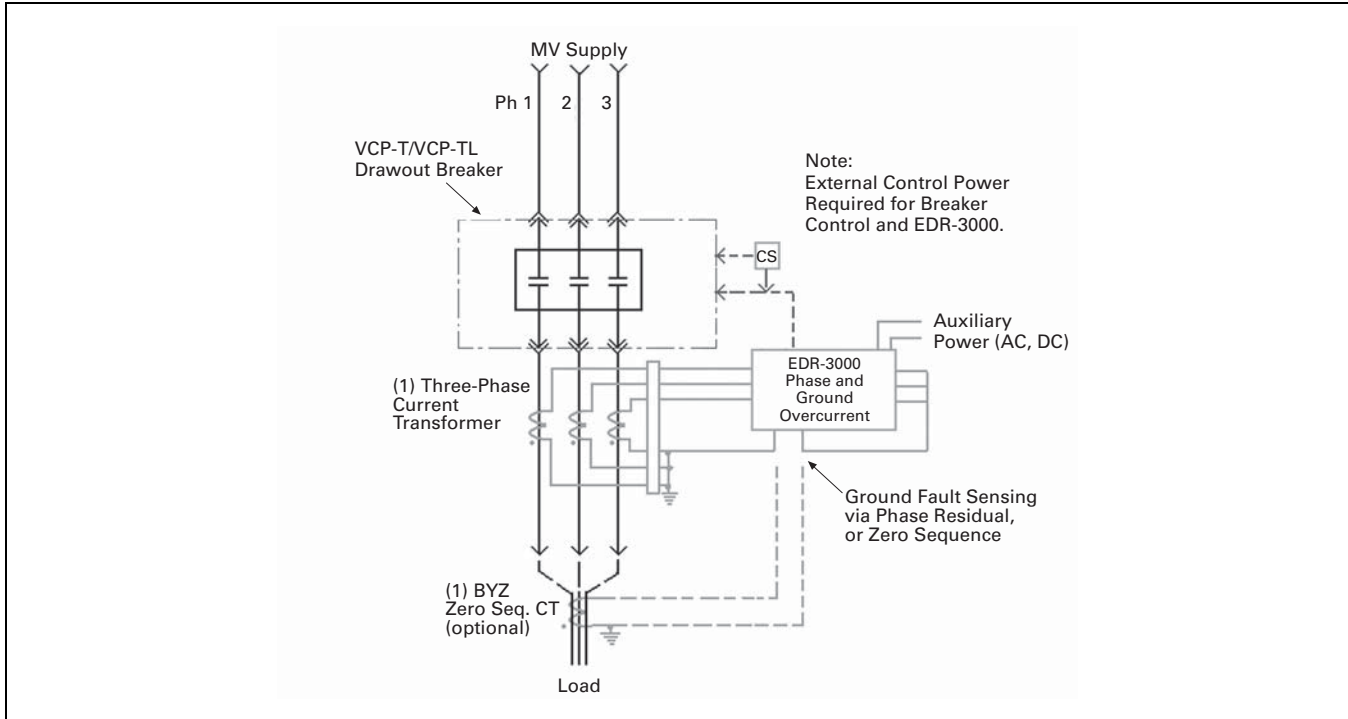 MV Supply
Ph 1 2 3
VCP-T/VCP-TL
Drawout Breaker
Note:
External Control Power
Required for Breaker
Control and EDR-3000.
CS
Auxiliary
Power (AC, DC)
EDR-3000
Phase and
Ground
Overcurrent
(1) Three-Phase
Current
Transformer
Ground Fault Sensing
via Phase Residual,
or Zero Sequence
(1) BYZ
Zero Seq. CT
(optional)
Load